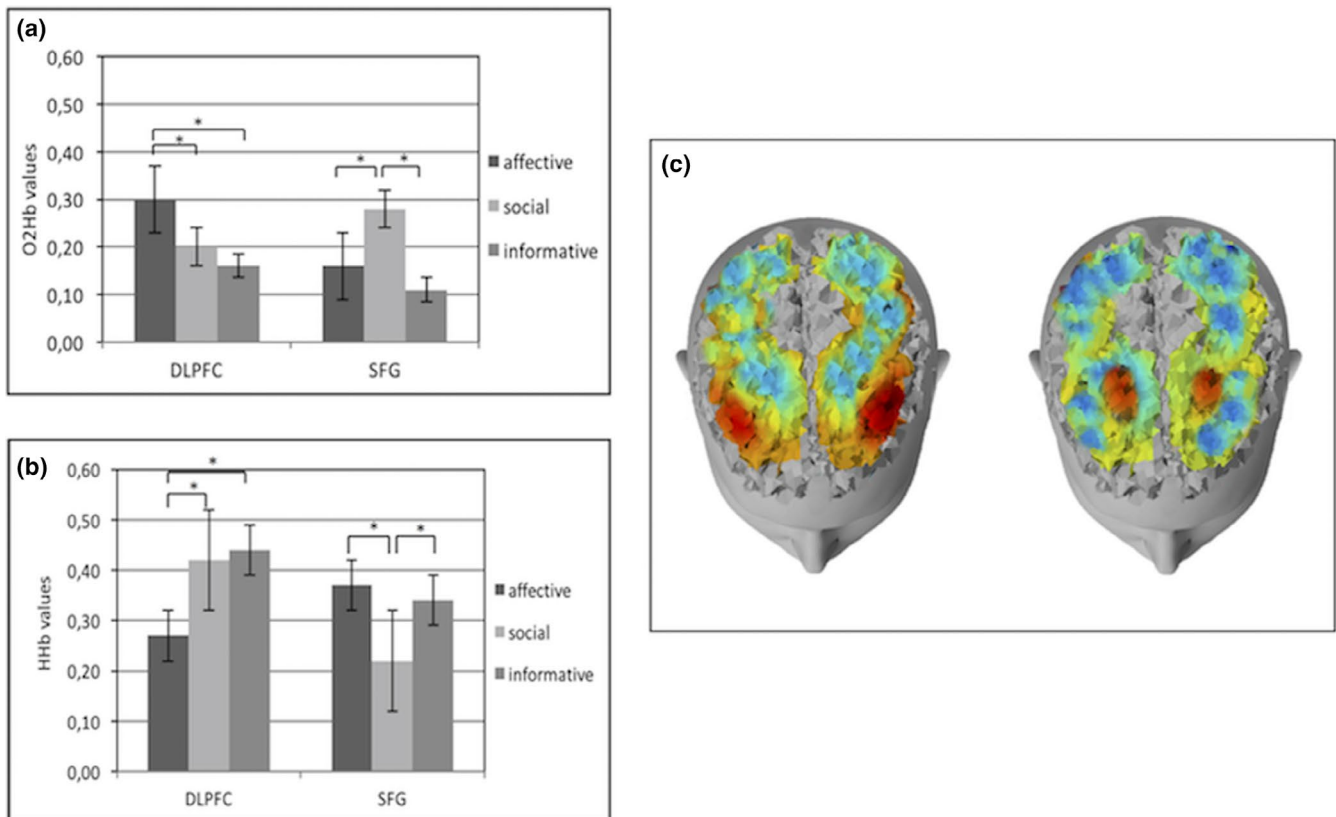 (a)
0,60
0,50
0,40
0,30
0,20
0,10
0,00
O2Hb values
*
*
*
*
DLPFC
SFG
affective
social
informative
(b)
0,60
0,50
0,40
0,30
0,20
0,10
0,00
HHb values
*
*
*
*
DLPFC
SFG
affective
social
informative
(c)